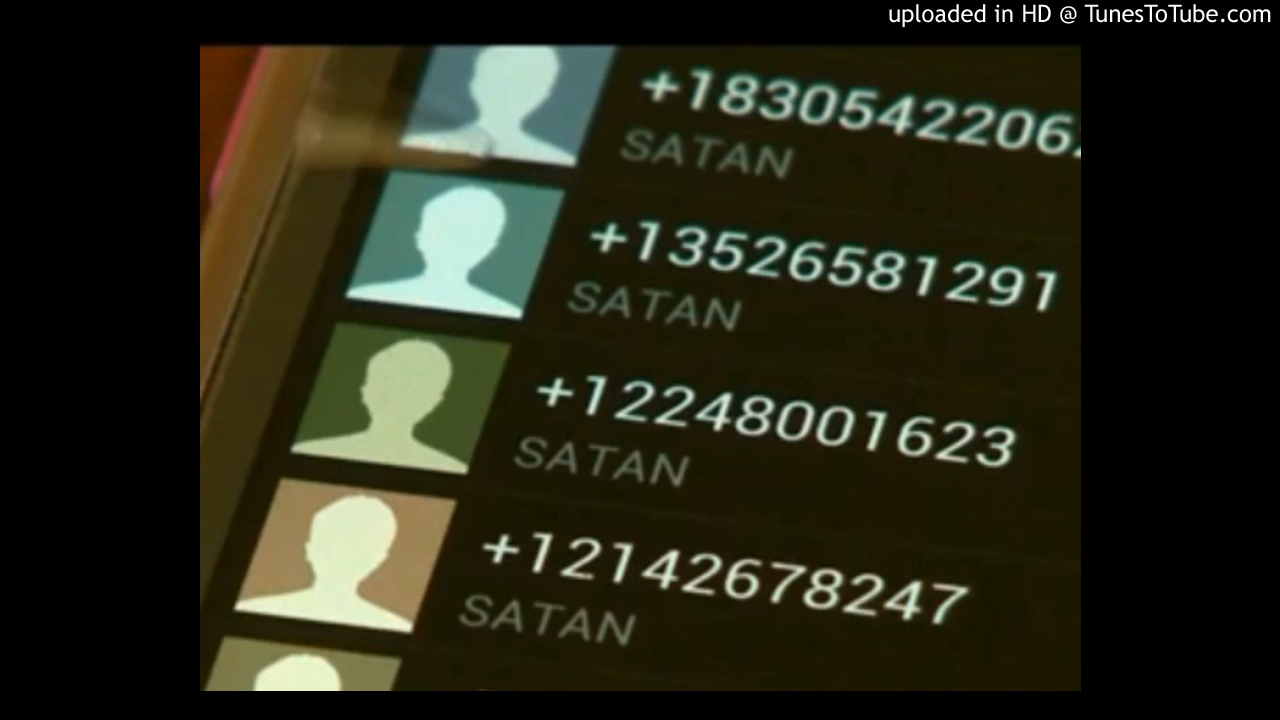 uploaded in HD @ TunesToTube.com
+1830542206
SATAN
+13526581291
SATAN
+12248001623
SATAN
+12142678247
SATAN